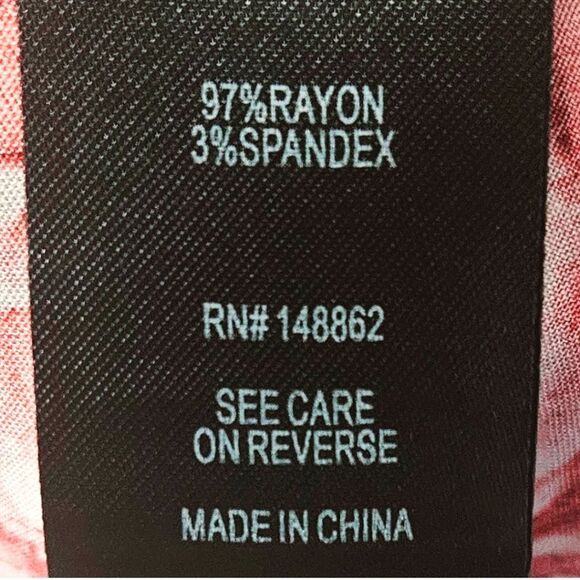 97%RAYON
3%SPANDEX
RN# 148862
SEE CARE
ON REVERSE
MADE IN CHINA